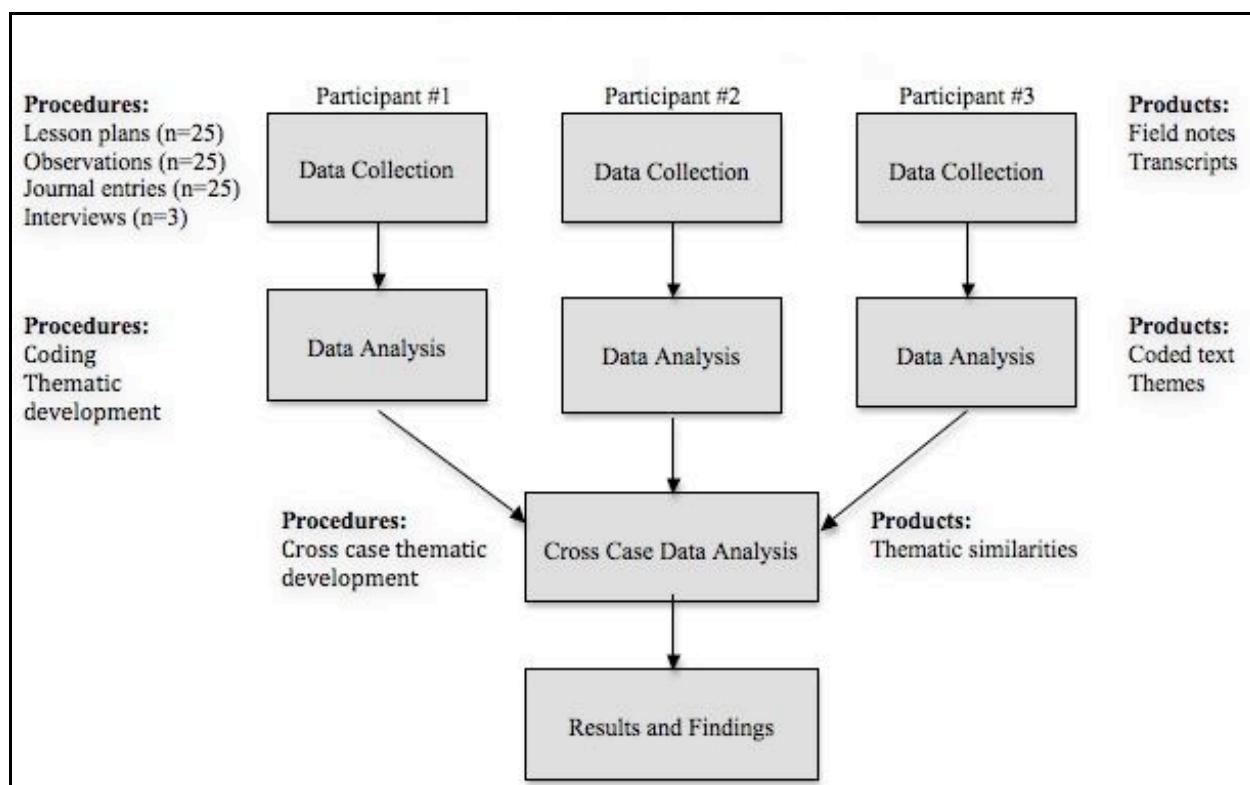 Participant #1
Participant #2
Participant #3
Procedures:
Lesson plans (n=25)
Observations (n=25)
Journal entries (n=25)
Interviews (n=3)
Data Collection
Data Collection
Data Collection
Products:
Field notes
Transcripts
Procedures:
Coding
Thematic
development
Data Analysis
Data Analysis
Data Analysis
Products:
Coded text
Themes
Procedures:
Cross case thematic
development
Cross Case Data Analysis
Products:
Thematic similarities
Results and Findings